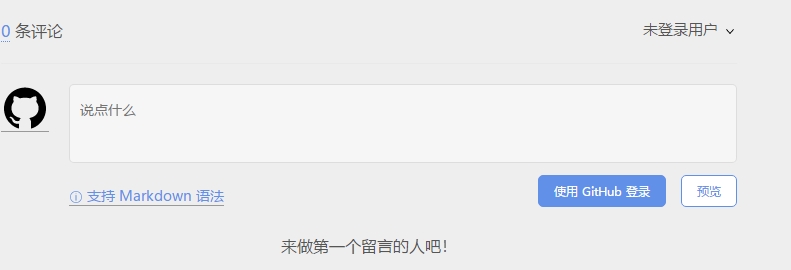 0 条评论
未登录用户
说点什么
支持 Markdown 语法
使用 GitHub 登录
预览
来做第一个留言的人吧！